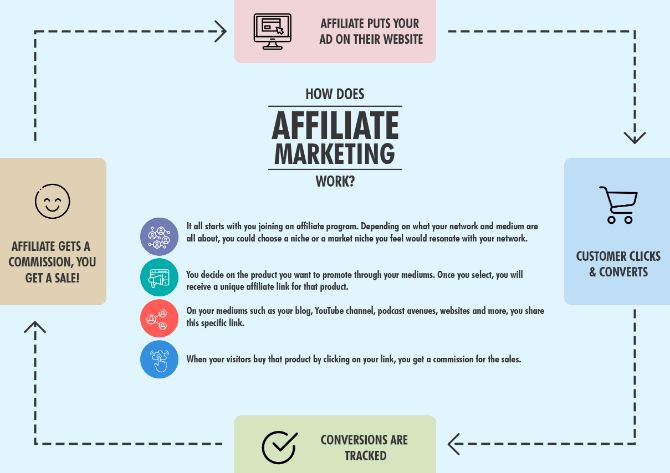 AFFILIATE PUTS YOUR
AD ON THEIR WEBSITE
HOW DOES
AFFILIATE
MARKETING
WORK?
AFFILIATE GETS A
COMMISSION, YOU
GET A SALE!
CUSTOMER CLICKS
& CONVERTS
It all starts with you joining an affiliate program. Depending on what your network and medium are
all about, you could choose a niche or a market niche you feel would resonate with your network.
You decide on the product you want to promote through your mediums. Once you select, you will
receive a unique affiliate link for that product.
On your mediums such as your blog, YouTube channel, podcast avenues, websites and more, you share
this specific link.
When your visitors buy that product by clicking on your link, you get a commission for the sales.
CONVERSIONS ARE
TRACKED